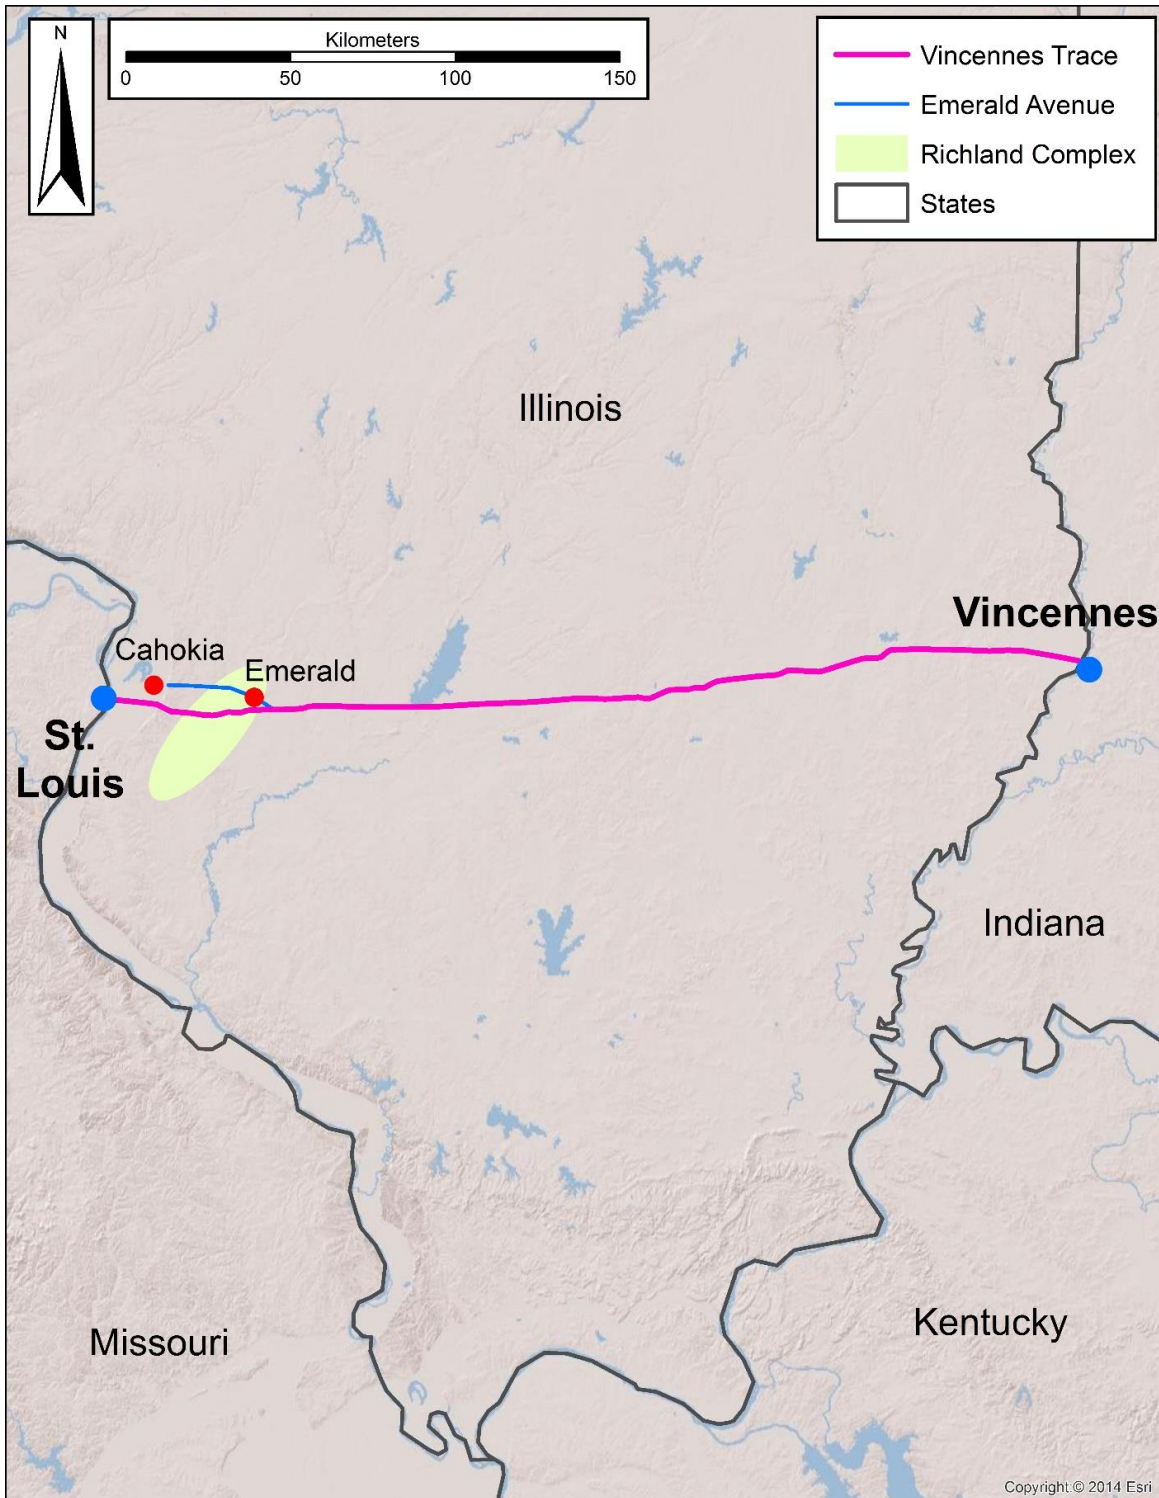 N
Kilometers
0 50 100 150
Vincennes Trace
Emerald Avenue
Richland Complex
States
Illinois
Vincennes
Cahokia
Emerald
St.
Louis
Indiana
Kentucky
Missouri
Copyright:© 2014 Esri